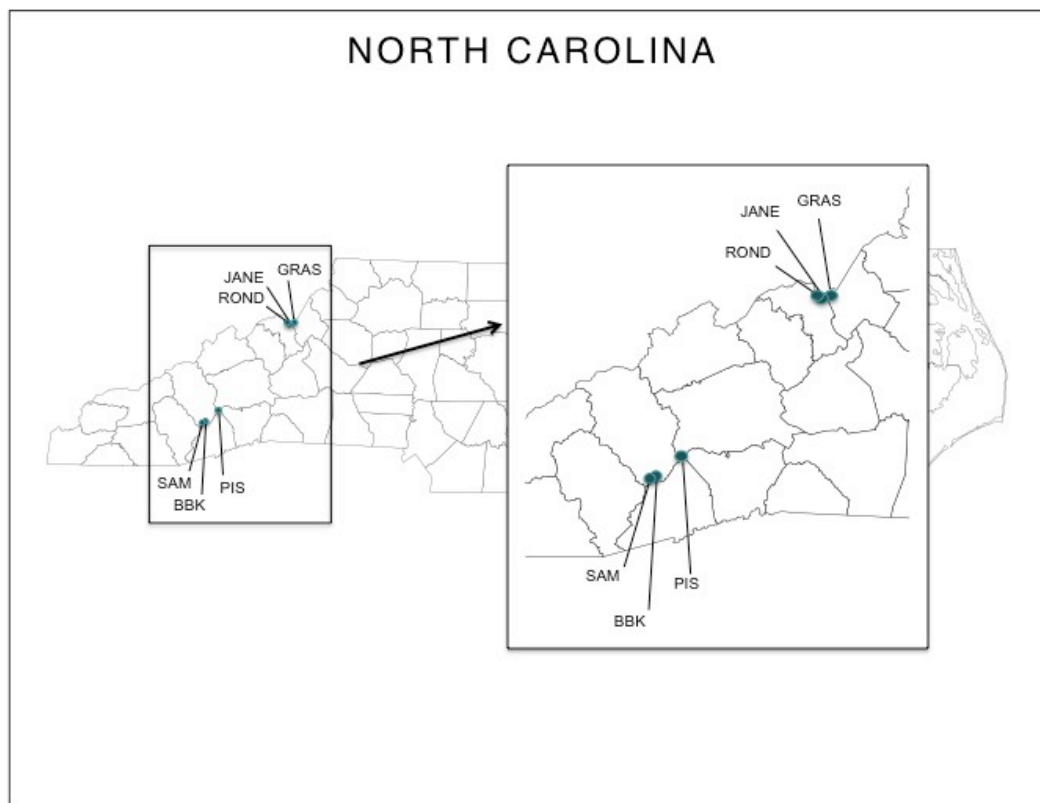 NORTH CAROLINA
JANE
GRAS
ROND
SAM
BBK
PIS
JANE
GRAS
ROND
SAM
BBK
PIS